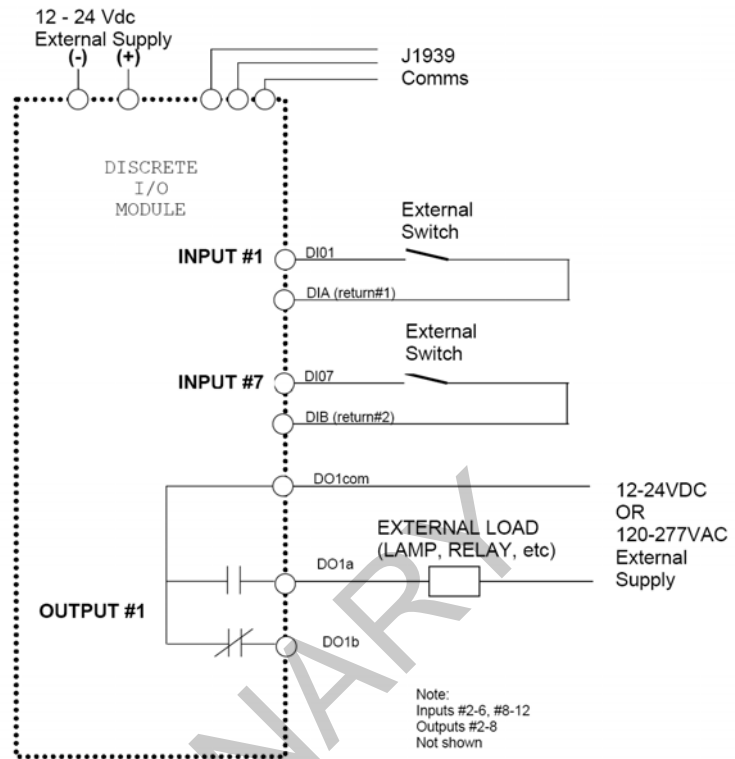 12 - 24 Vdc
External Supply
(-) (+)
J1939
Comms
DISCRETE
I/O
MODULE
External
Switch
INPUT #1
DI01
DIA (return#1)
External
Switch
INPUT #7
DI07
DIB (return#2)
DO1com
12-24VDC
OR
120-277VAC
External
Supply
EXTERNAL LOAD
(LAMP, RELAY, etc)
DO1a
OUTPUT #1
DO1b
Note:
Inputs #2-6, #8-12
Outputs #2-8
Not shown
NARY